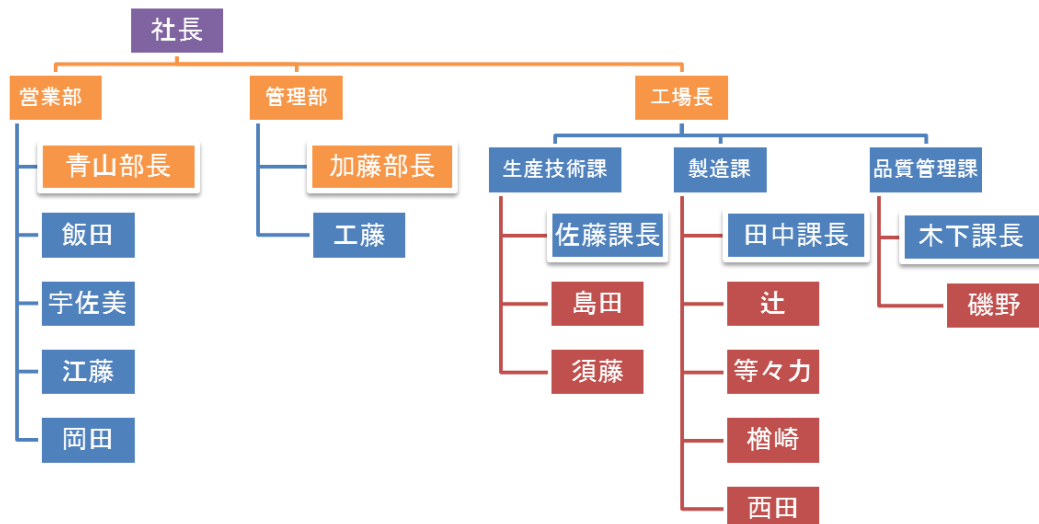 社長
営業部
管理部
工場長
青山部長
飯田
宇佐美
江藤
岡田
加藤部長
工藤
生産技術課
製造課
品質管理課
佐藤課長
島田
須藤
田中課長
辻
等々力
楢崎
西田
木下課長
磯野